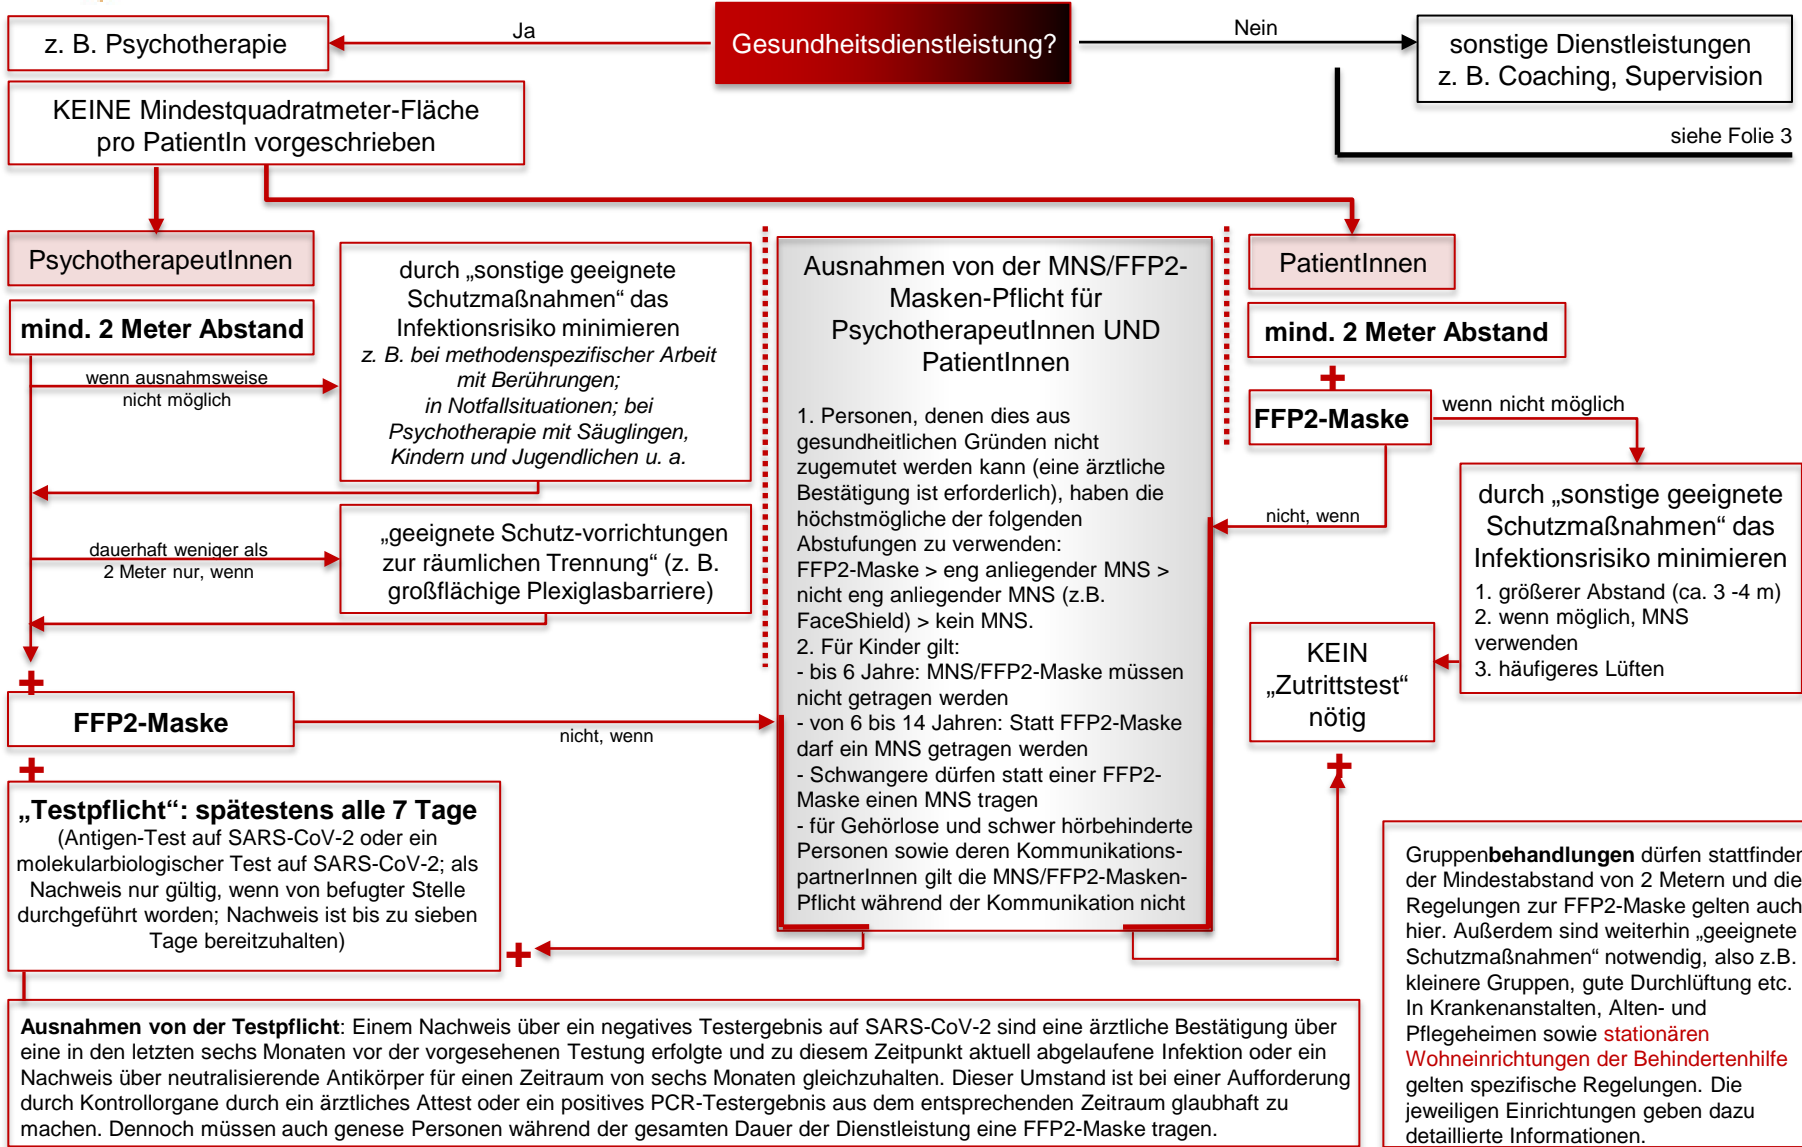 z. B. Psychotherapie
Ja
Gesundheitsdienstleistung?
Nein
sonstige Dienstleistungen
z. B. Coaching, Supervision
KEINE Mindestquadratmeter-Fläche
pro PatientIn vorgeschrieben
siehe Folie 3
PsychotherapeutInnen
mind. 2 Meter Abstand
wenn ausnahmsweise
nicht möglich
durch „sonstige geeignete
Schutzmaßnahmen“ das
Infektionsrisiko minimieren
z. B. bei methodenspezifischer Arbeit
mit Berührungen;
in Notfallsituationen; bei
Psychotherapie mit Säuglingen,
Kindern und Jugendlichen u. a.
dauerhaft weniger als
2 Meter nur, wenn
„geeignete Schutz-vorrichtungen
zur räumlichen Trennung“ (z. B.
großflächige Plexiglasbarriere)
+
FFP2-Maske
nicht, wenn
+
„Testpflicht“: spätestens alle 7 Tage
(Antigen-Test auf SARS-CoV-2 oder ein
molekularbiologischer Test auf SARS-CoV-2; als
Nachweis nur gültig, wenn von befugter Stelle
durchgeführt worden; Nachweis ist bis zu sieben
Tage bereitzuhalten)
+
Ausnahmen von der MNS/FFP2-
Masken-Pflicht für
PsychotherapeutInnen UND
PatientInnen
1. Personen, denen dies aus
gesundheitlichen Gründen nicht
zugemutet werden kann (eine ärztliche
Bestätigung ist erforderlich), haben die
höchstmögliche der folgenden
Abstufungen zu verwenden:
FFP2-Maske > eng anliegender MNS >
nicht eng anliegender MNS (z.B.
FaceShield) > kein MNS.
2. Für Kinder gilt:
- bis 6 Jahre: MNS/FFP2-Maske müssen
nicht getragen werden
- von 6 bis 14 Jahren: Statt FFP2-Maske
darf ein MNS getragen werden
- Schwangere dürfen statt einer FFP2-
Maske einen MNS tragen
- für Gehörlose und schwer hörbehinderte
Personen sowie deren Kommunikations-
partnerInnen gilt die MNS/FFP2-Masken-
Pflicht während der Kommunikation nicht
PatientInnen
mind. 2 Meter Abstand
+
FFP2-Maske
wenn nicht möglich
nicht, wenn
durch „sonstige geeignete
Schutzmaßnahmen“ das
Infektionsrisiko minimieren
1. größerer Abstand (ca. 3 -4 m)
2. wenn möglich, MNS
verwenden
3. häufigeres Lüften
KEIN
„Zutrittstest“
nötig
+
Gruppenbehandlungen dürfen stattfinden
der Mindestabstand von 2 Metern und die
Regelungen zur FFP2-Maske gelten auch
hier. Außerdem sind weiterhin „geeignete
Schutzmaßnahmen“ notwendig, also z.B.
kleinere Gruppen, gute Durchlüftung etc.
In Krankenanstalten, Alten- und
Pflegeheimen sowie stationären
Wohneinrichtungen der Behindertenhilfe
gelten spezifische Regelungen. Die
jeweiligen Einrichtungen geben dazu
detaillierte Informationen.
Ausnahmen von der Testpflicht: Einem Nachweis über ein negatives Testergebnis auf SARS-CoV-2 sind eine ärztliche Bestätigung über
eine in den letzten sechs Monaten vor der vorgesehenen Testung erfolgte und zu diesem Zeitpunkt aktuell abgelaufene Infektion oder ein
Nachweis über neutralisierende Antikörper für einen Zeitraum von sechs Monaten gleichzuhalten. Dieser Umstand ist bei einer Aufforderung
durch Kontrollorgane durch ein ärztliches Attest oder ein positives PCR-Testergebnis aus dem entsprechenden Zeitraum glaubhaft zu
machen. Dennoch müssen auch genese Personen während der gesamten Dauer der Dienstleistung eine FFP2-Maske tragen.